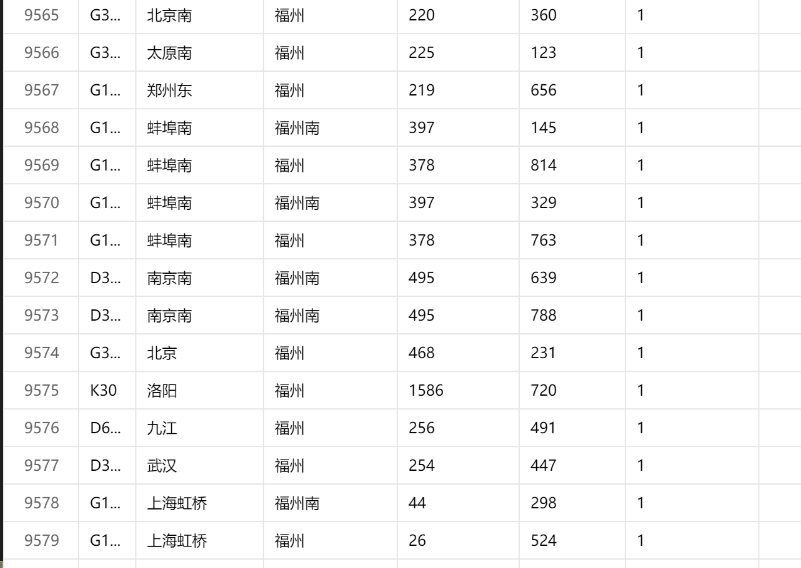 9565 G3... 北京南 福州 220 360 1
9566 G3... 太原南 福州 225 123 1
9567 G1... 郑州东 福州 219 656 1
9568 G1... 蚌埠南 福州南 397 145 1
9569 G1... 蚌埠南 福州 378 814 1
9570 G1... 蚌埠南 福州南 397 329 1
9571 G1... 蚌埠南 福州 378 763 1
9572 D3... 南京南 福州南 495 639 1
9573 D3... 南京南 福州南 495 788 1
9574 G3... 北京 福州 468 231 1
9575 K30 洛阳 福州 1586 720 1
9576 D6... 九江 福州 256 491 1
9577 D3... 武汉 福州 254 447 1
9578 G1... 上海虹桥 福州南 44 298 1
9579 G1... 上海虹桥 福州 26 524 1